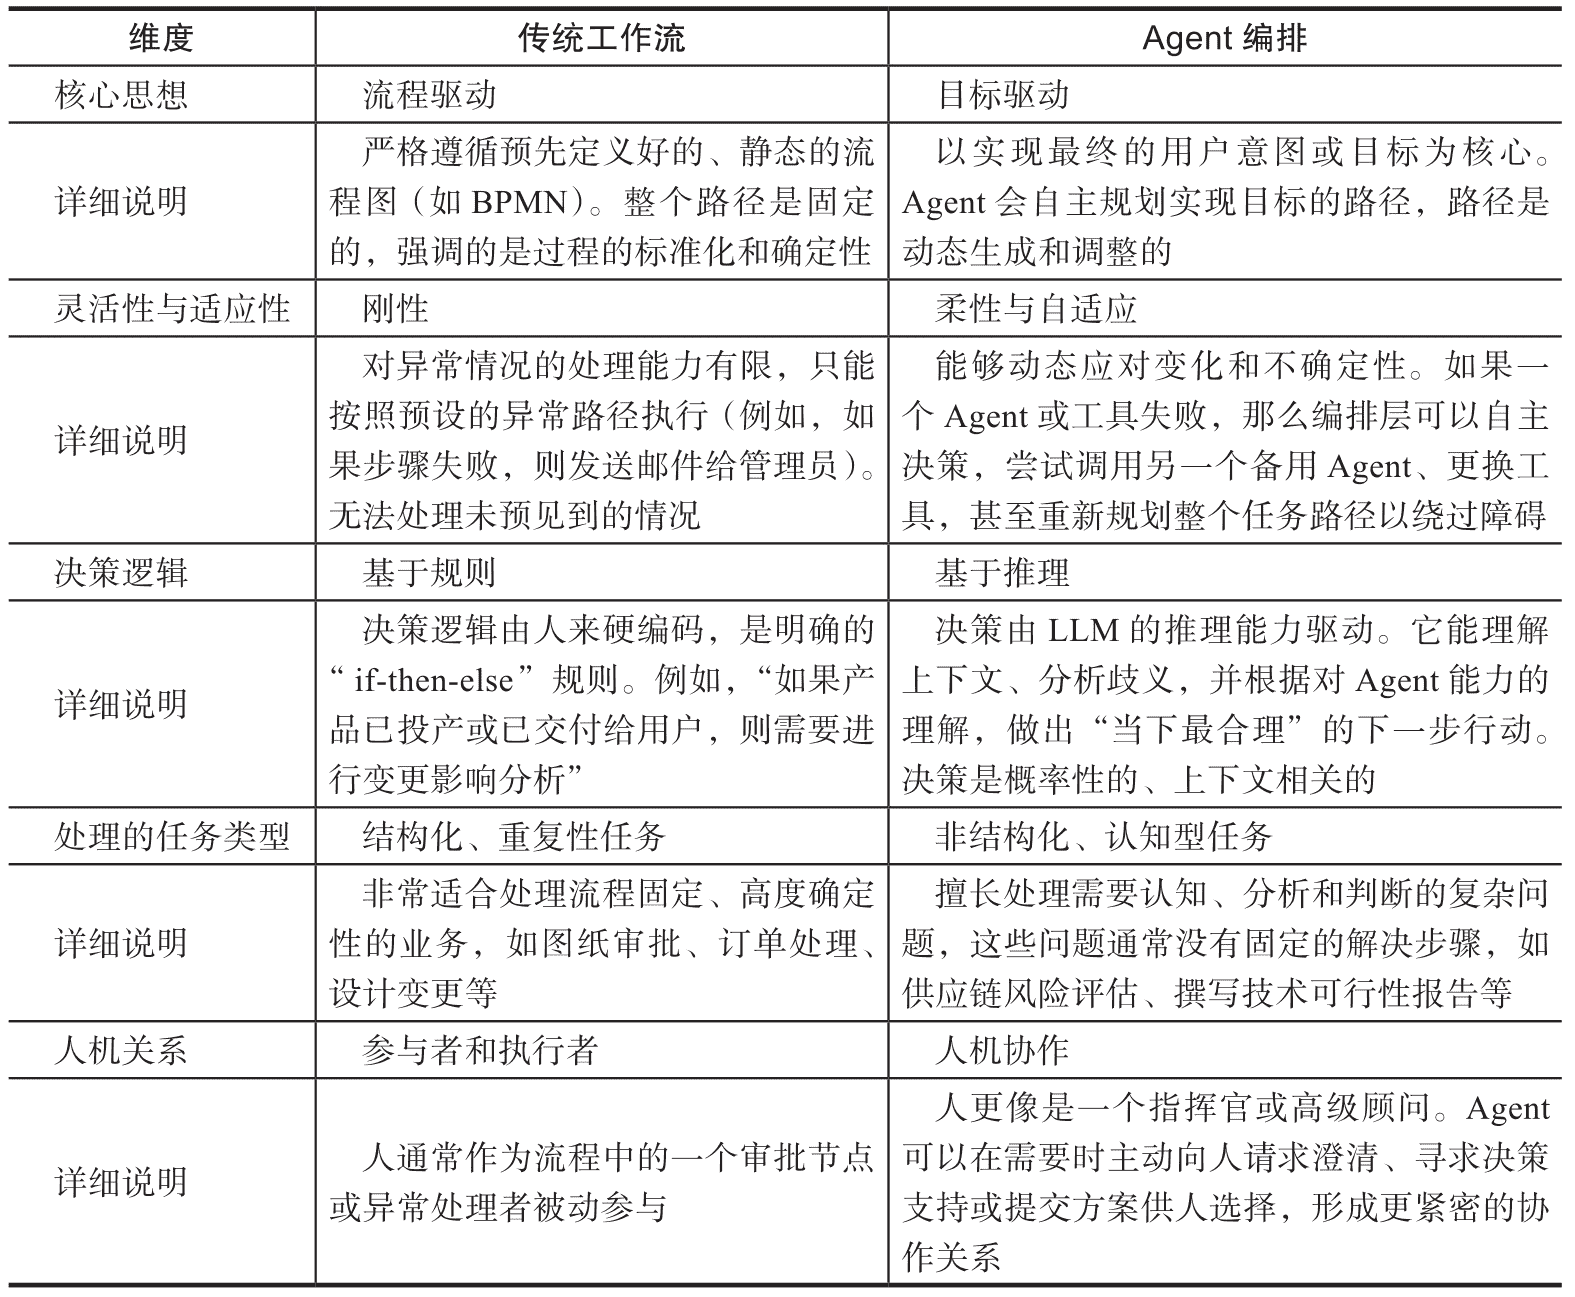 维度 传统工作流 Agent 编排
核心思想 流程驱动 目标驱动
详细说明
严格遵循预先定义好的、静态的流
程图（如 BPMN）。整个路径是固定
的，强调的是过程的标准化和确定性
以实现最终的用户意图或目标为核心。
Agent 会自主规划实现目标的路径，路径是
动态生成和调整的
灵活性与适应性 刚性 柔性与自适应
详细说明
对异常情况的处理能力有限，只能
按照预设的异常路径执行（例如，如
果步骤失败，则发送邮件给管理员）。
无法处理未预见到的情况
能够动态应对变化和不确定性。如果一
个 Agent 或工具失败，那么编排层可以自主
决策，尝试调用另一个备用 Agent、更换工
具，甚至重新规划整个任务路径以绕过障碍
决策逻辑 基于规则 基于推理
详细说明
决策逻辑由人来硬编码，是明确的
“if-then-else”规则。例如，“如果产
品已投产或已交付给用户，则需要进
行变更影响分析”
决策由 LLM 的推理能力驱动。它能理解
上下文、分析歧义，并根据对 Agent 能力的
理解，做出“当下最合理”的下一步行动。
决策是概率性的、上下文相关的
处理的任务类型 结构化、重复性任务 非结构化、认知型任务
详细说明
非常适合处理流程固定、高度确定
性的业务，如图纸审批、订单处理、
设计变更等
擅长处理需要认知、分析和判断的复杂问
题，这些问题通常没有固定的解决步骤，如
供应链风险评估、撰写技术可行性报告等
人机关系 参与者和执行者 人机协作
详细说明
人通常作为流程中的一个审批节点
或异常处理者被动参与
人更像是一个指挥官或高级顾问。Agent
可以在需要时主动向人请求澄清、寻求决策
支持或提交方案供人选择，形成更紧密的协
作关系